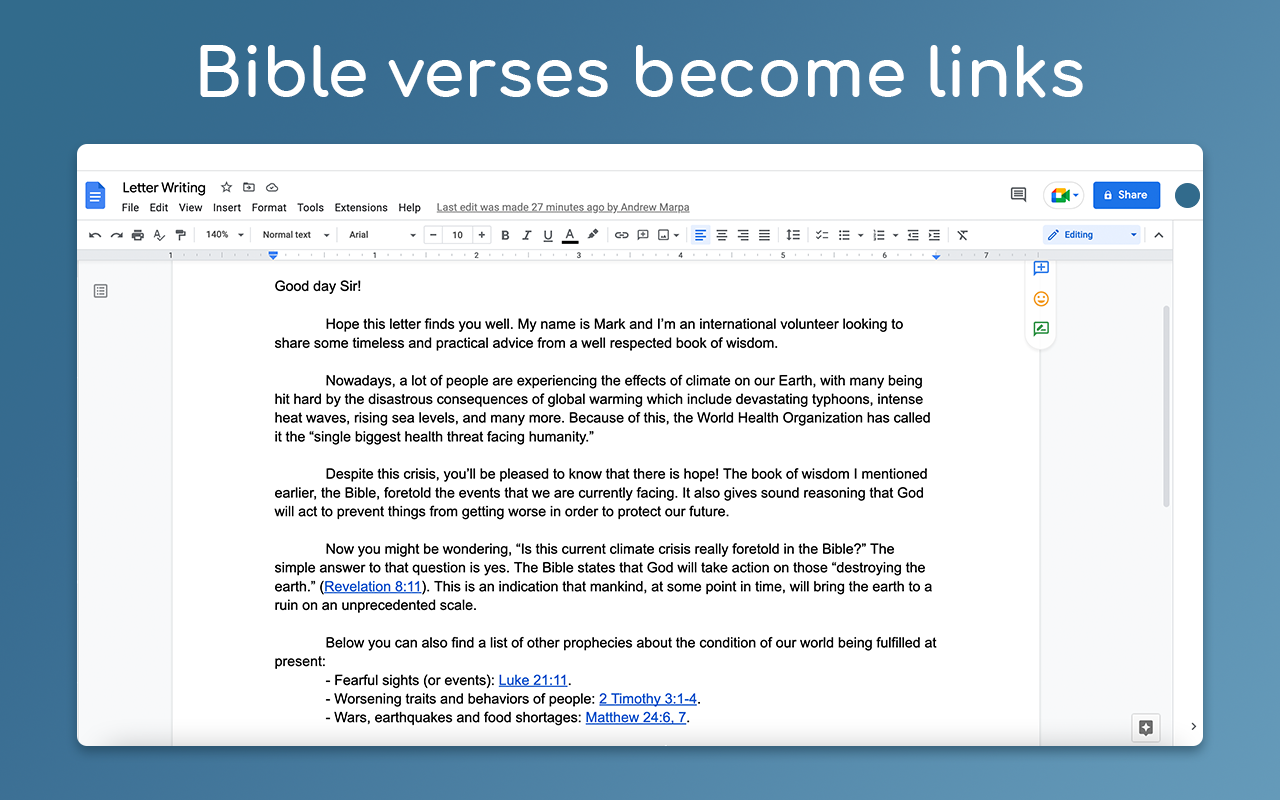 Bible verses become links
Letter Writing
File Edit View Insert Format Tools Extensions Help Last edit was made 27 minutes ago by Andrew Marpa
Share
140% Normal text Arial − 10 + B I U A Editing
1 1 2 3 4 5 6 7
Good day Sir!
Hope this letter finds you well. My name is Mark and I'm an international volunteer looking to
share some timeless and practical advice from a well respected book of wisdom.
Nowadays, a lot of people are experiencing the effects of climate on our Earth, with many being
hit hard by the disastrous consequences of global warming which include devastating typhoons, intense
heat waves, rising sea levels, and many more. Because of this, the World Health Organization has called
it the “single biggest health threat facing humanity.”
Despite this crisis, you'll be pleased to know that there is hope! The book of wisdom I mentioned
earlier, the Bible, foretold the events that we are currently facing. It also gives sound reasoning that God
will act to prevent things from getting worse in order to protect our future.
Now you might be wondering, “Is this current climate crisis really foretold in the Bible?” The
simple answer to that question is yes. The Bible states that God will take action on those “destroying the
earth.” (Revelation 8:11). This is an indication that mankind, at some point in time, will bring the earth to a
ruin on an unprecedented scale.
Below you can also find a list of other prophecies about the condition of our world being fulfilled at
present:
- Fearful sights (or events): Luke 21:11.
- Worsening traits and behaviors of people: 2 Timothy 3:1-4.
- Wars, earthquakes and food shortages: Matthew 24:6, 7.